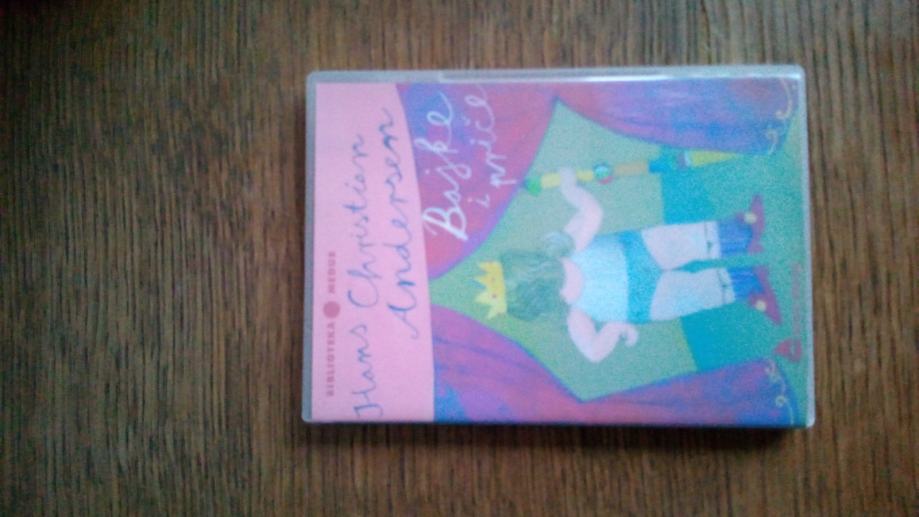 BIBLIOTEKA MEDUS
Hans Christian
Andersen
Bajke
i priče